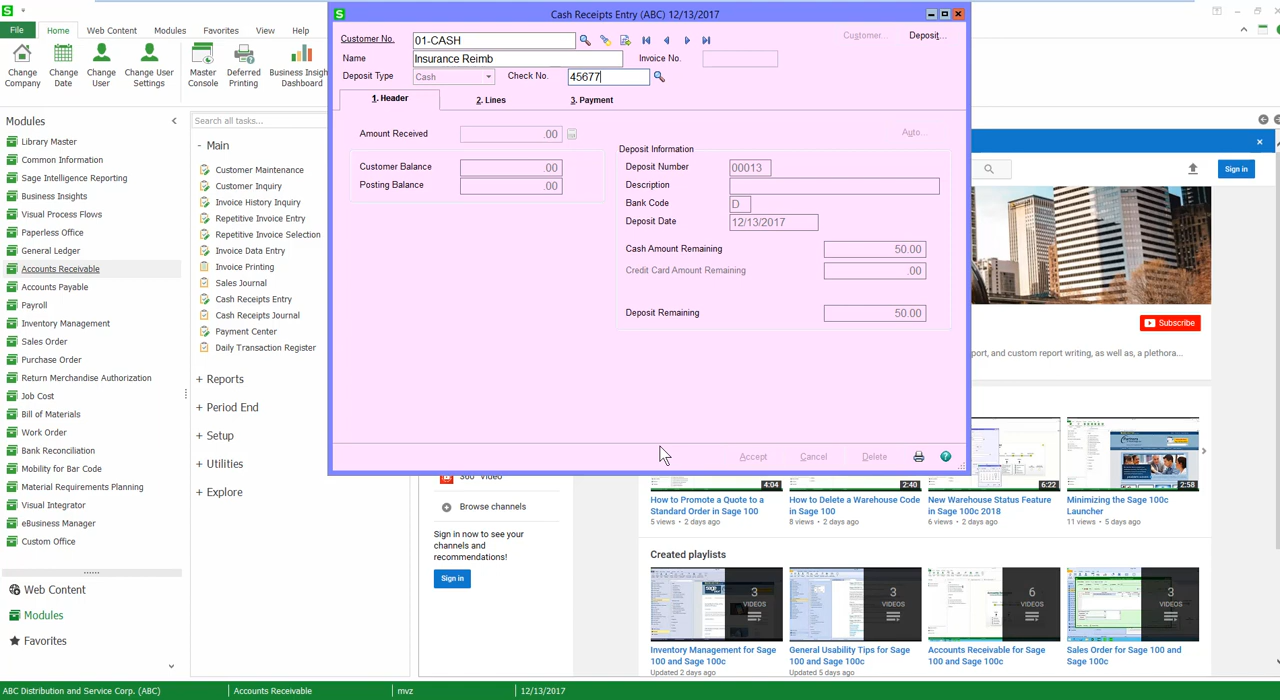 Cash Receipts Entry (ABC) 12/13/2017
File
Home
Web Content
Modules
Favorites
View
Help
Change Company
Change Date
Change User
Change User Settings
Master Console
Deferred Printing
Business Insigh
Dashboard
Modules
Library Master
Common Information
Sage Intelligence Reporting
Business Insights
Visual Process Flows
Paperless Office
General Ledger
Accounts Receivable
Accounts Payable
Payroll
Inventory Management
Sales Order
Purchase Order
Return Merchandise Authorization
Job Cost
Bill of Materials
Work Order
Bank Reconciliation
Mobility for Bar Code
Material Requirements Planning
Visual Integrator
eBusiness Manager
Custom Office
Web Content
Modules
Favorites
Search all tasks...
- Main
Customer Maintenance
Customer Inquiry
Invoice History Inquiry
Repetitive Invoice Entry
Repetitive Invoice Selection
Invoice Data Entry
Invoice Printing
Sales Journal
Cash Receipts Entry
Cash Receipts Journal
Payment Center
Daily Transaction Register
+ Reports
+ Period End
+ Setup
+ Utilities
+ Explore
Customer No. 01-CASH
Customer... Deposit...
Name Insurance Reimb Invoice No.
Deposit Type Cash Check No. 45677
1. Header
2. Lines
3. Payment
Amount Received .00
Auto...
Customer Balance .00
Posting Balance .00
Deposit Information
Deposit Number 00013
Description
Bank Code D
Deposit Date 12/13/2017
Cash Amount Remaining 50.00
Credit Card Amount Remaining .00
Deposit Remaining 50.00
Accept
Cancel
Delete
Sign in
Subscribe
port, and custom report writing, as well as, a plethora...
360° Video
Browse channels
Sign in now to see your
channels and
recommendations!
Sign in
4:04
2:40
6:22
2:58
How to Promote a Quote to a
Standard Order in Sage 100
5 views • 2 days ago
How to Delete a Warehouse Code
in Sage 100
8 views • 2 days ago
New Warehouse Status Feature
in Sage 100c 2018
6 views • 2 days ago
Minimizing the Sage 100c
Launcher
11 views • 5 days ago
Created playlists
3
VIDEOS
3
VIDEOS
6
VIDEOS
3
VIDEOS
Inventory Management for Sage
100 and Sage 100c
Updated 2 days ago
General Usability Tips for Sage
100 and Sage 100c
Accounts Receivable for Sage
100 and Sage 100c
Sales Order for Sage 100 and
Sage 100c
Updated 5 days ago
ABC Distribution and Service Corp. (ABC)
Accounts Receivable
mvz
12/13/2017